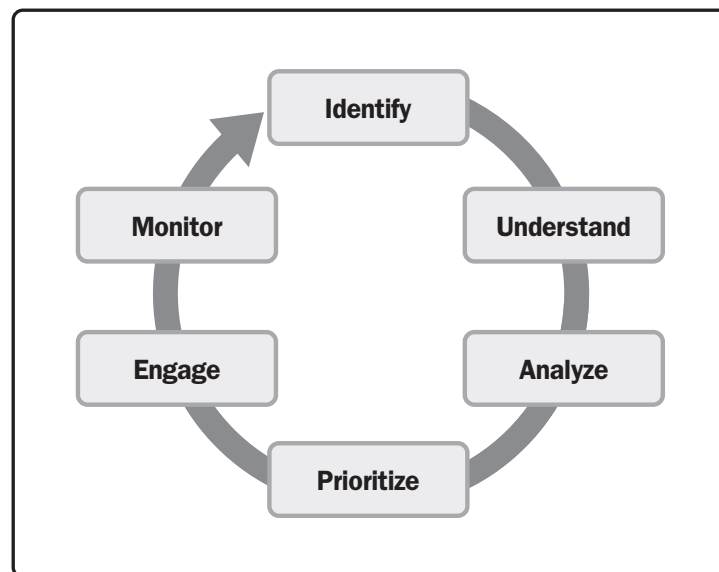 Identify
Understand
Analyze
Prioritize
Engage
Monitor